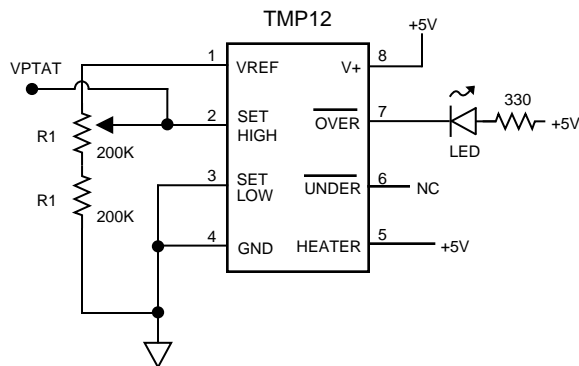 TMP12
+5V
1
VREF
V+
8
VPTAT
R1
200K
2
SET
HIGH
OVER
7
330
+5V
LED
R1
200K
3
SET
LOW
UNDER
6
NC
4
GND
HEATER
5
+5V